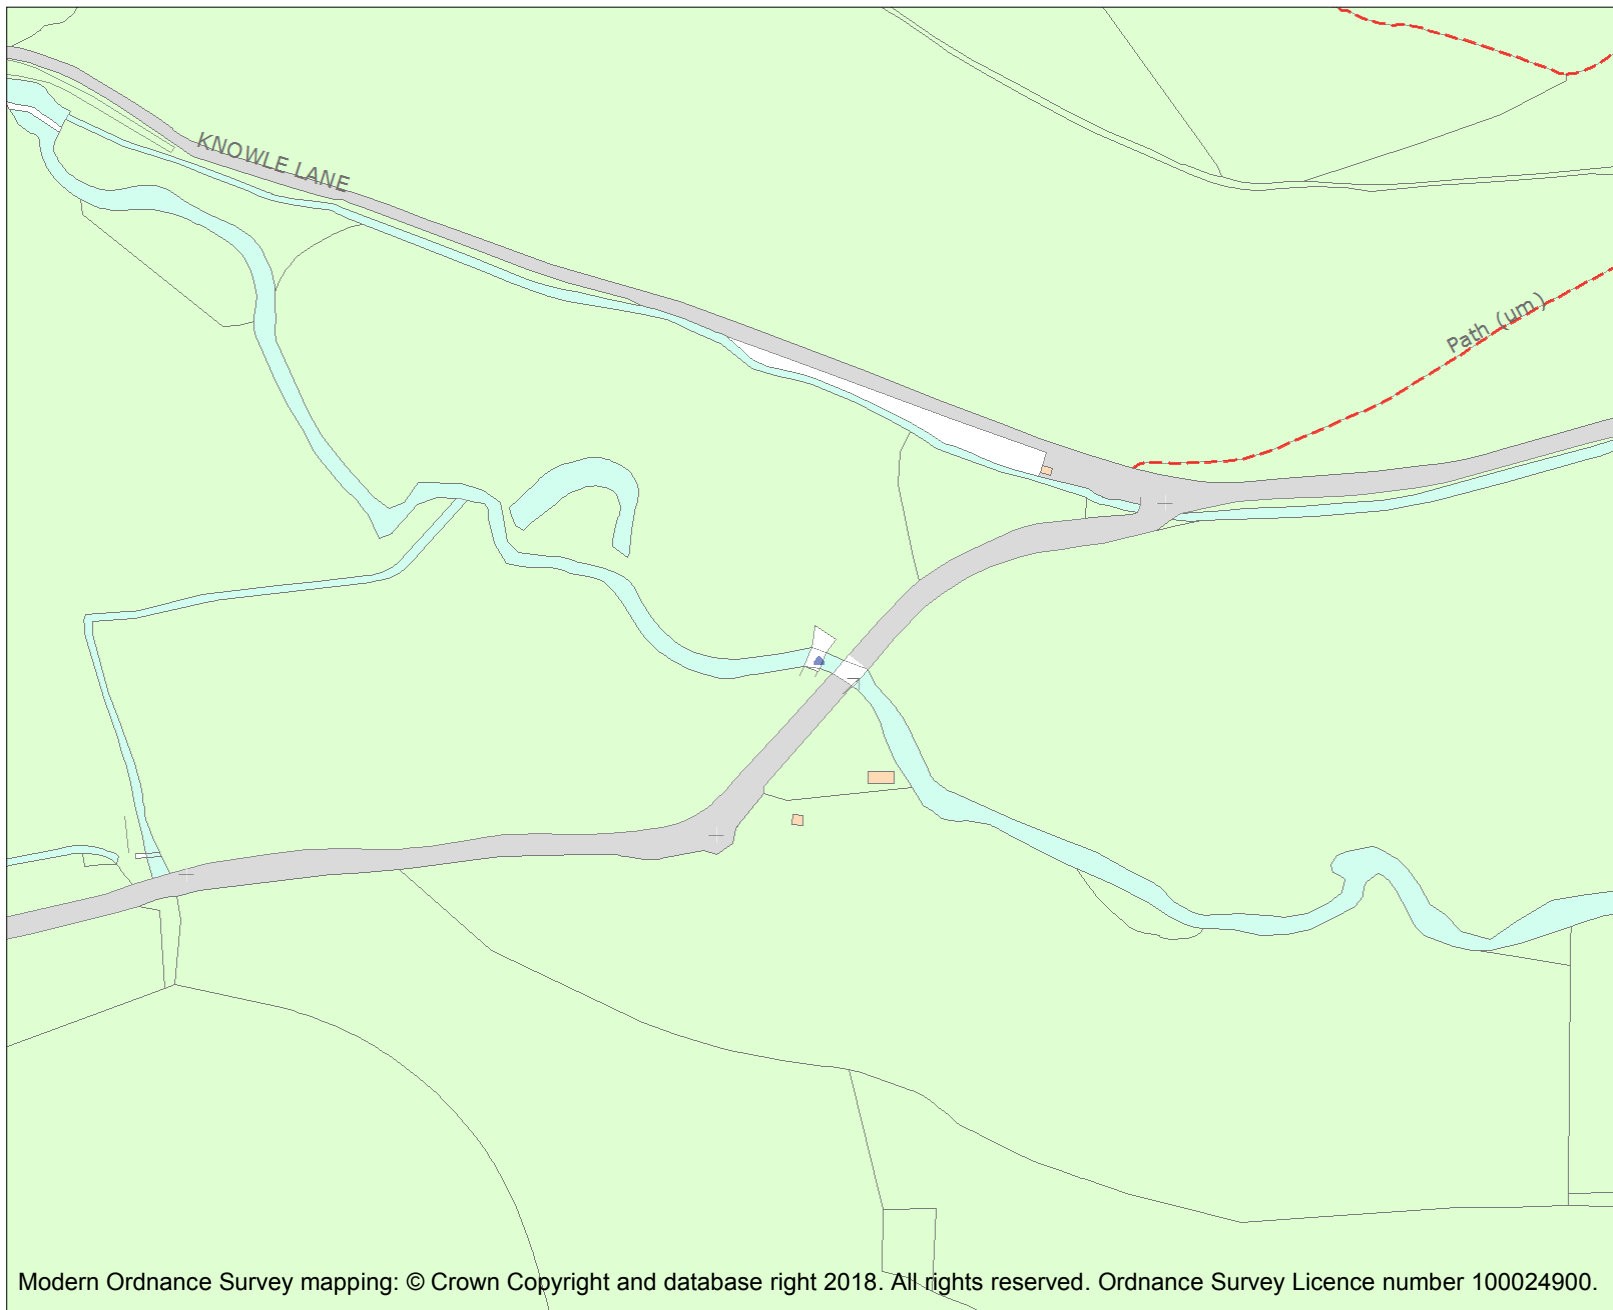 KNOWLE LANE
Path (um)
Modern Ordnance Survey mapping: © Crown Copyright and database right 2018. All rights reserved. Ordnance Survey Licence number 100024900.